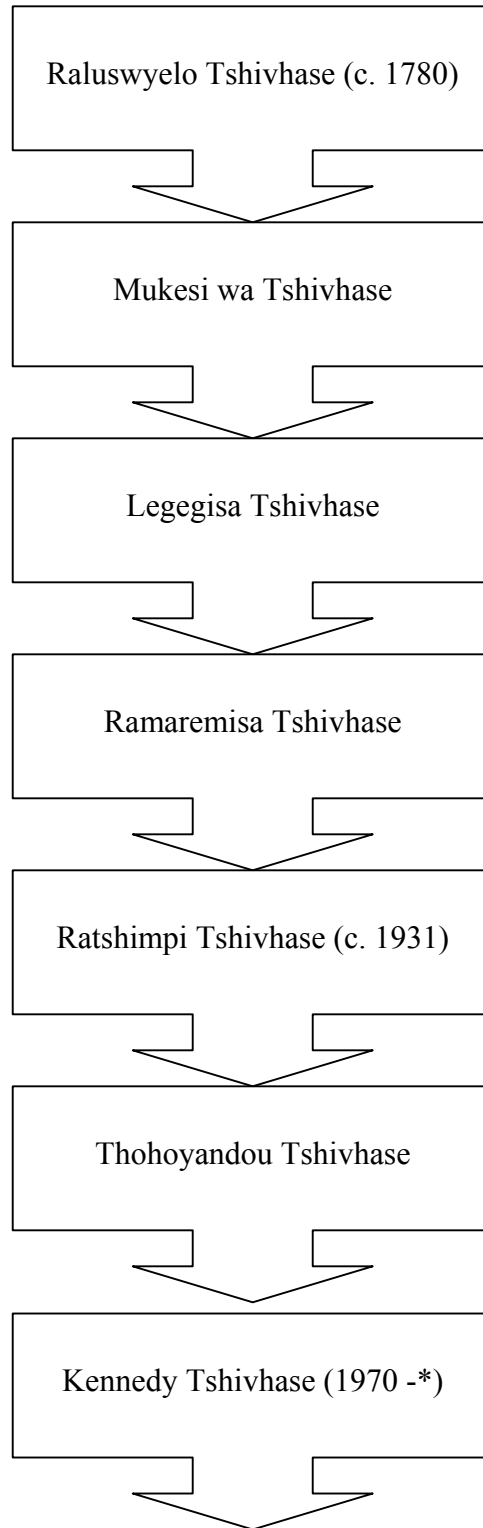 Raluswyelo Tshivhase (c. 1780)
Mukesi wa Tshivhase
Legegisa Tshivhase
Ramaremisa Tshivhase
Ratshimpi Tshivhase (c. 1931)
Thohoyandou Tshivhase
Kennedy Tshivhase (1970 -*)